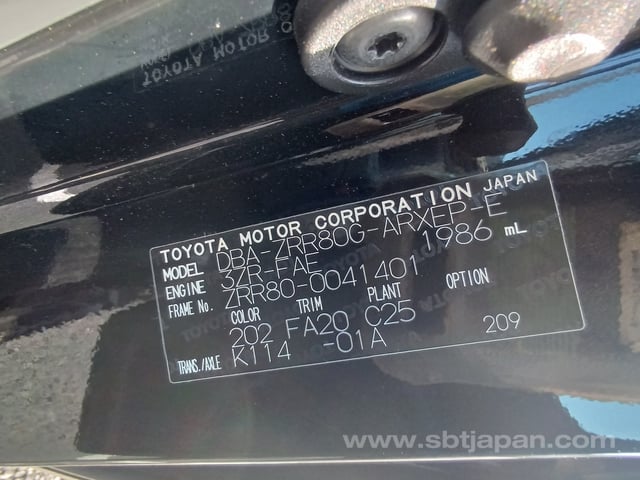 TOYOTA MOTOR CORPORATION JAPAN
MODEL DBA-ZRR80G-ARXEP-E
ENGINE 3ZR-FAE 1986 mL
FRAME No. ZRR80-0041401
COLOR TRIM PLANT OPTION
202 FA20 C25
TRANS./AXLE K114 -01A 209
www.sbtjapan.com